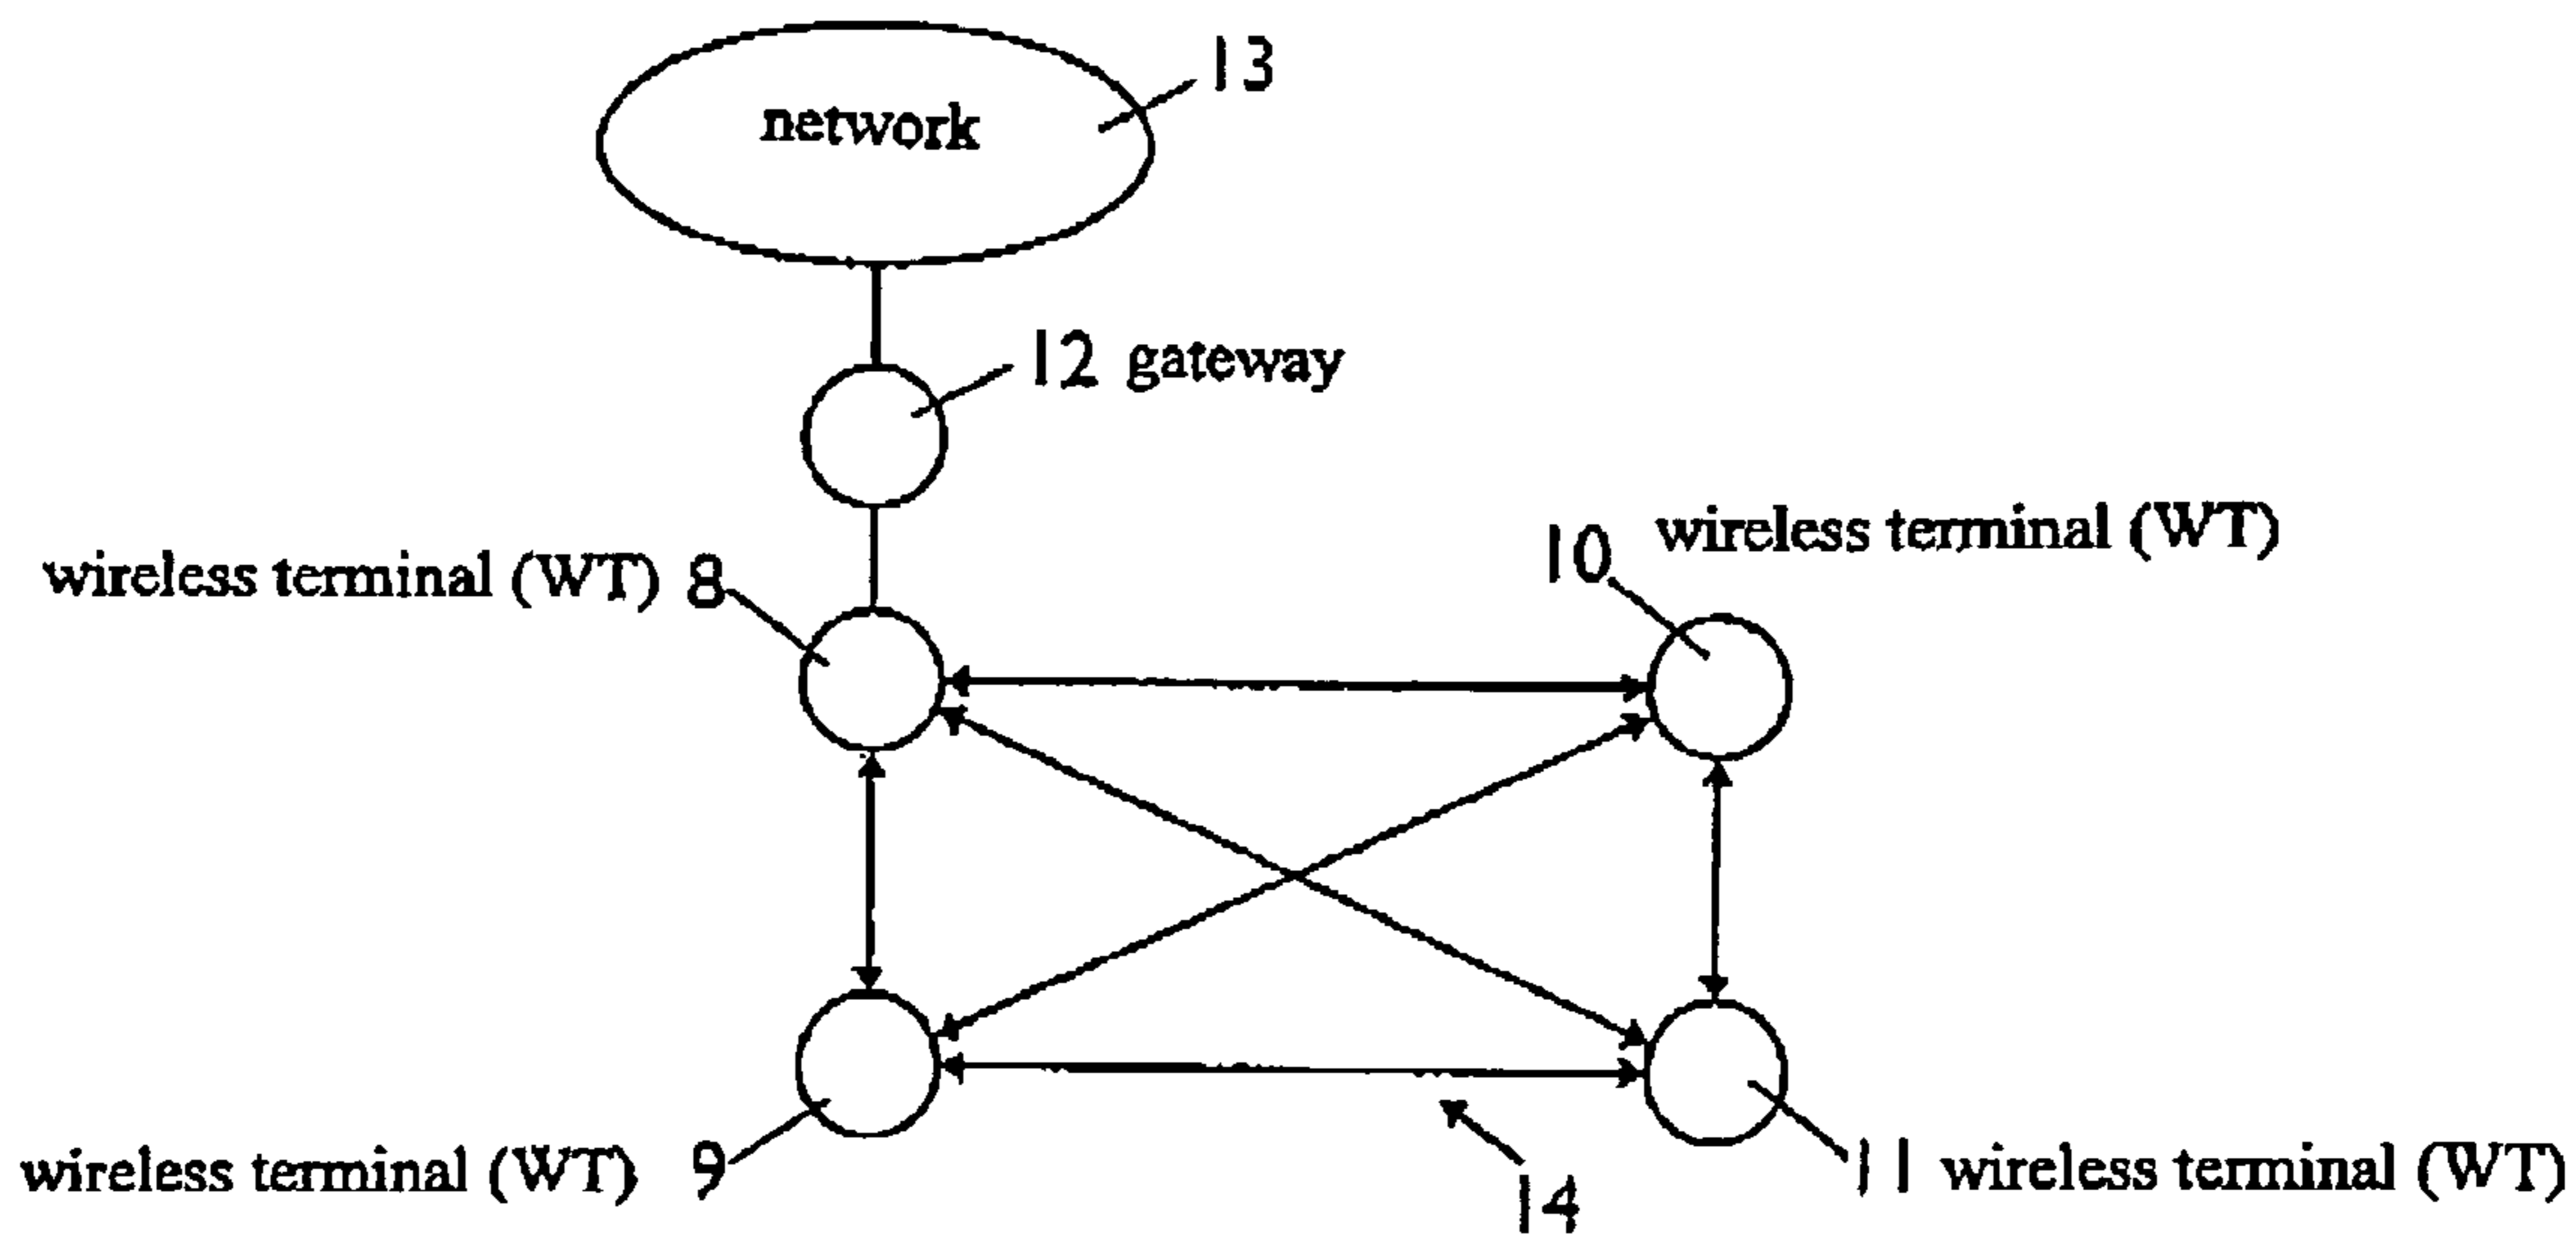 13
network
12 gateway
10 wireless terminal (WT)
wireless terminal (WT) 8
wireless terminal (WT) 9
11 wireless terminal (WT)
14